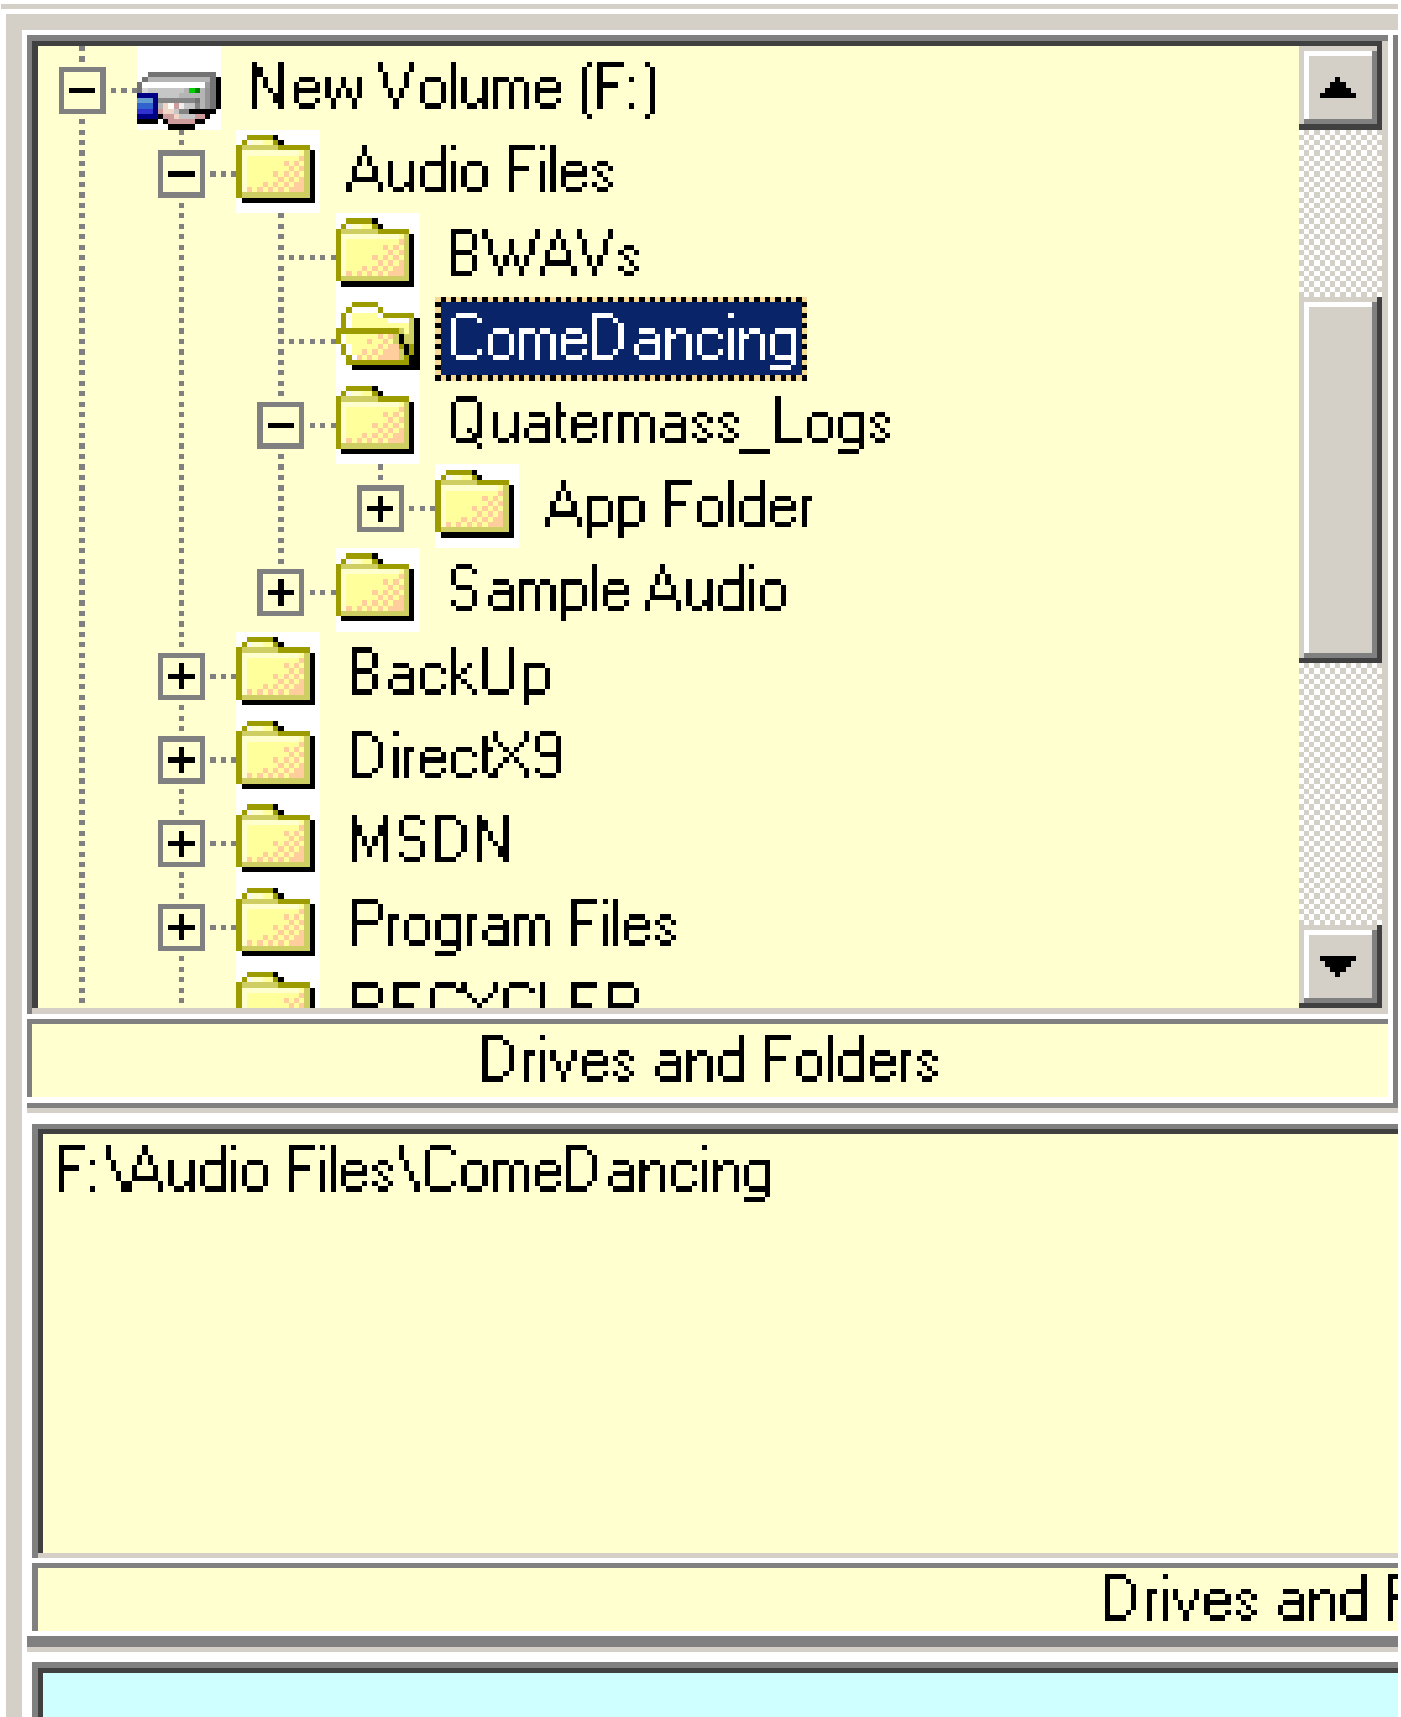 New Volume (F:)
Audio Files
BWAVs
ComeDancing
Quatermass_Logs
App Folder
Sample Audio
BackUp
DirectX9
MSDN
Program Files
RECYCLER
Drives and Folders
F:\Audio Files\ComeDancing
Drives and